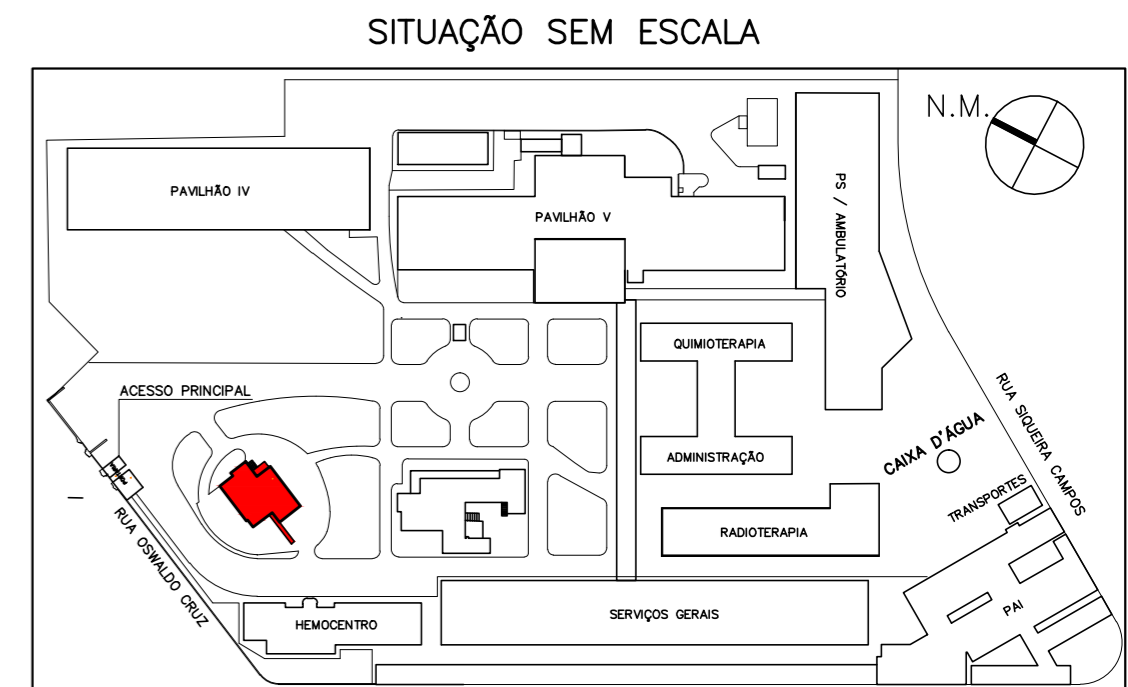 SITUAÇÃO SEM ESCALA
N.M.
PAVILHÃO IV
PAVILHÃO V
PS / AMBULATÓRIO
QUIMIOTERAPIA
RUA SIQUEIRA CAMPOS
ACESSO PRINCIPAL
CAIXA D'ÁGUA
ADMINISTRAÇÃO
TRANSPORTES
RUA OSWALDO CRUZ
RADIOTERAPIA
PAI
SERVIÇOS GERAIS
HEMOCENTRO